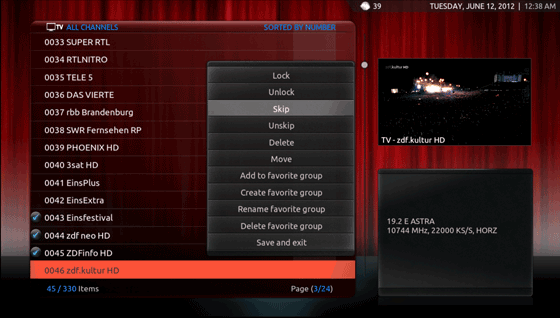 39 TUESDAY, JUNE 12, 2012 | 12:38 AM
TV ALL CHANNELS SORTED BY NUMBER
0033 SUPER RTL
0034 RTLNITRO
0035 TELE 5
0036 DAS VIERTE
0037 rbb Brandenburg
0038 SWR Fernsehen RP
0039 PHOENIX HD
0040 3sat HD
0041 EinsPlus
0042 EinsExtra
0043 Einsfestival
0044 zdf neo HD
0045 ZDFinfo HD
0046 zdf.kultur HD
45 / 330 Items Page (3/24)
Lock
Unlock
Skip
Unskip
Delete
Move
Add to favorite group
Create favorite group
Rename favorite group
Delete favorite group
Save and exit
zdf.kultur HD
TV - zdf.kultur HD
19.2 E ASTRA
10744 MHz, 22000 KS/S, HORZ